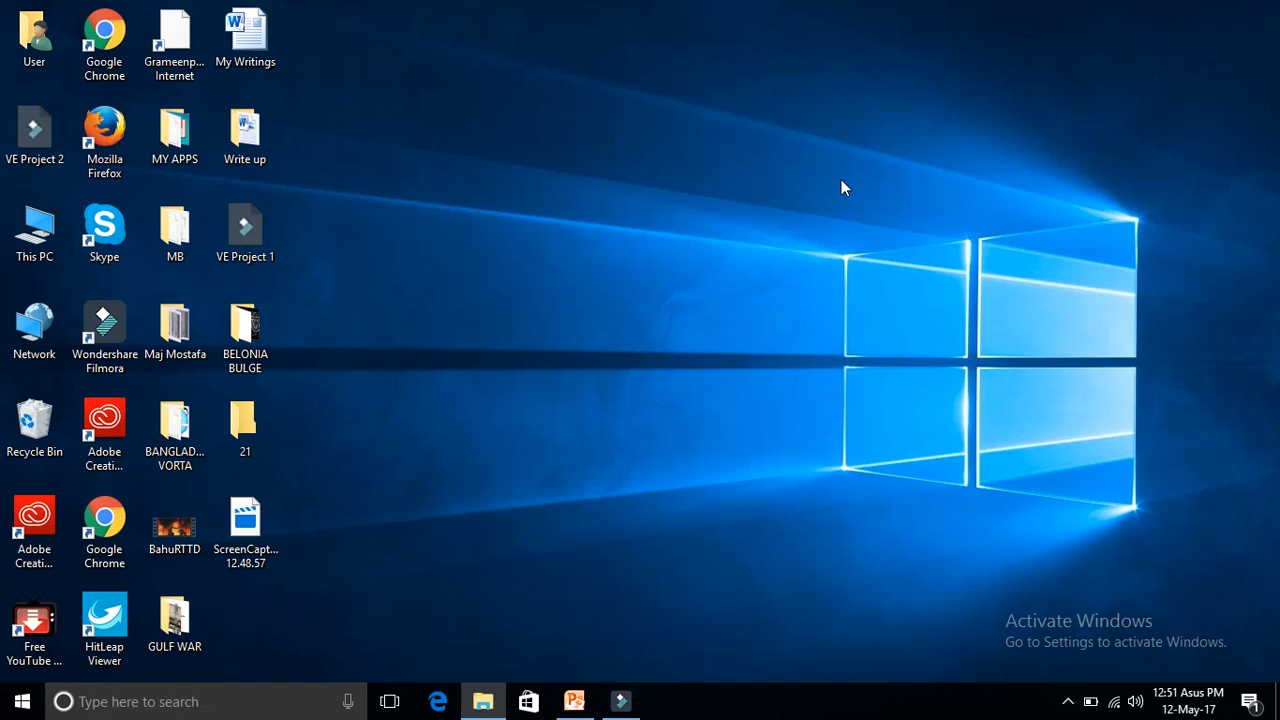 User
Google
Chrome
Grameenp...
Internet
My Writings
VE Project 2
Mozilla
Firefox
MY APPS
Write up
This PC
Skype
MB
VE Project 1
Network
Wondershare
Filmora
Maj Mostafa
BELONIA
BULGE
Recycle Bin
Adobe
Creati...
BANGLAD...
VORTA
21
Adobe
Creati...
Google
Chrome
BahuRTTD
ScreenCapt...
12.48.57
Free
YouTube ...
HitLeap
Viewer
GULF WAR
Activate Windows
Go to Settings to activate Windows.
Type here to search
12:51 Asus PM
12-May-17
1